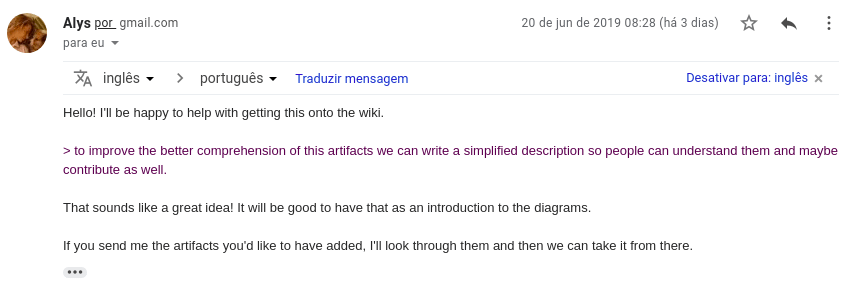 Alys por gmail.com 20 de jun de 2019 08:28 (há 3 dias)
para eu
inglês > português Traduzir mensagem Desativar para: inglês ×
Hello! I'll be happy to help with getting this onto the wiki.
> to improve the better comprehension of this artifacts we can write a simplified description so people can understand them and maybe
contribute as well.
That sounds like a great idea! It will be good to have that as an introduction to the diagrams.
If you send me the artifacts you'd like to have added, I'll look through them and then we can take it from there.